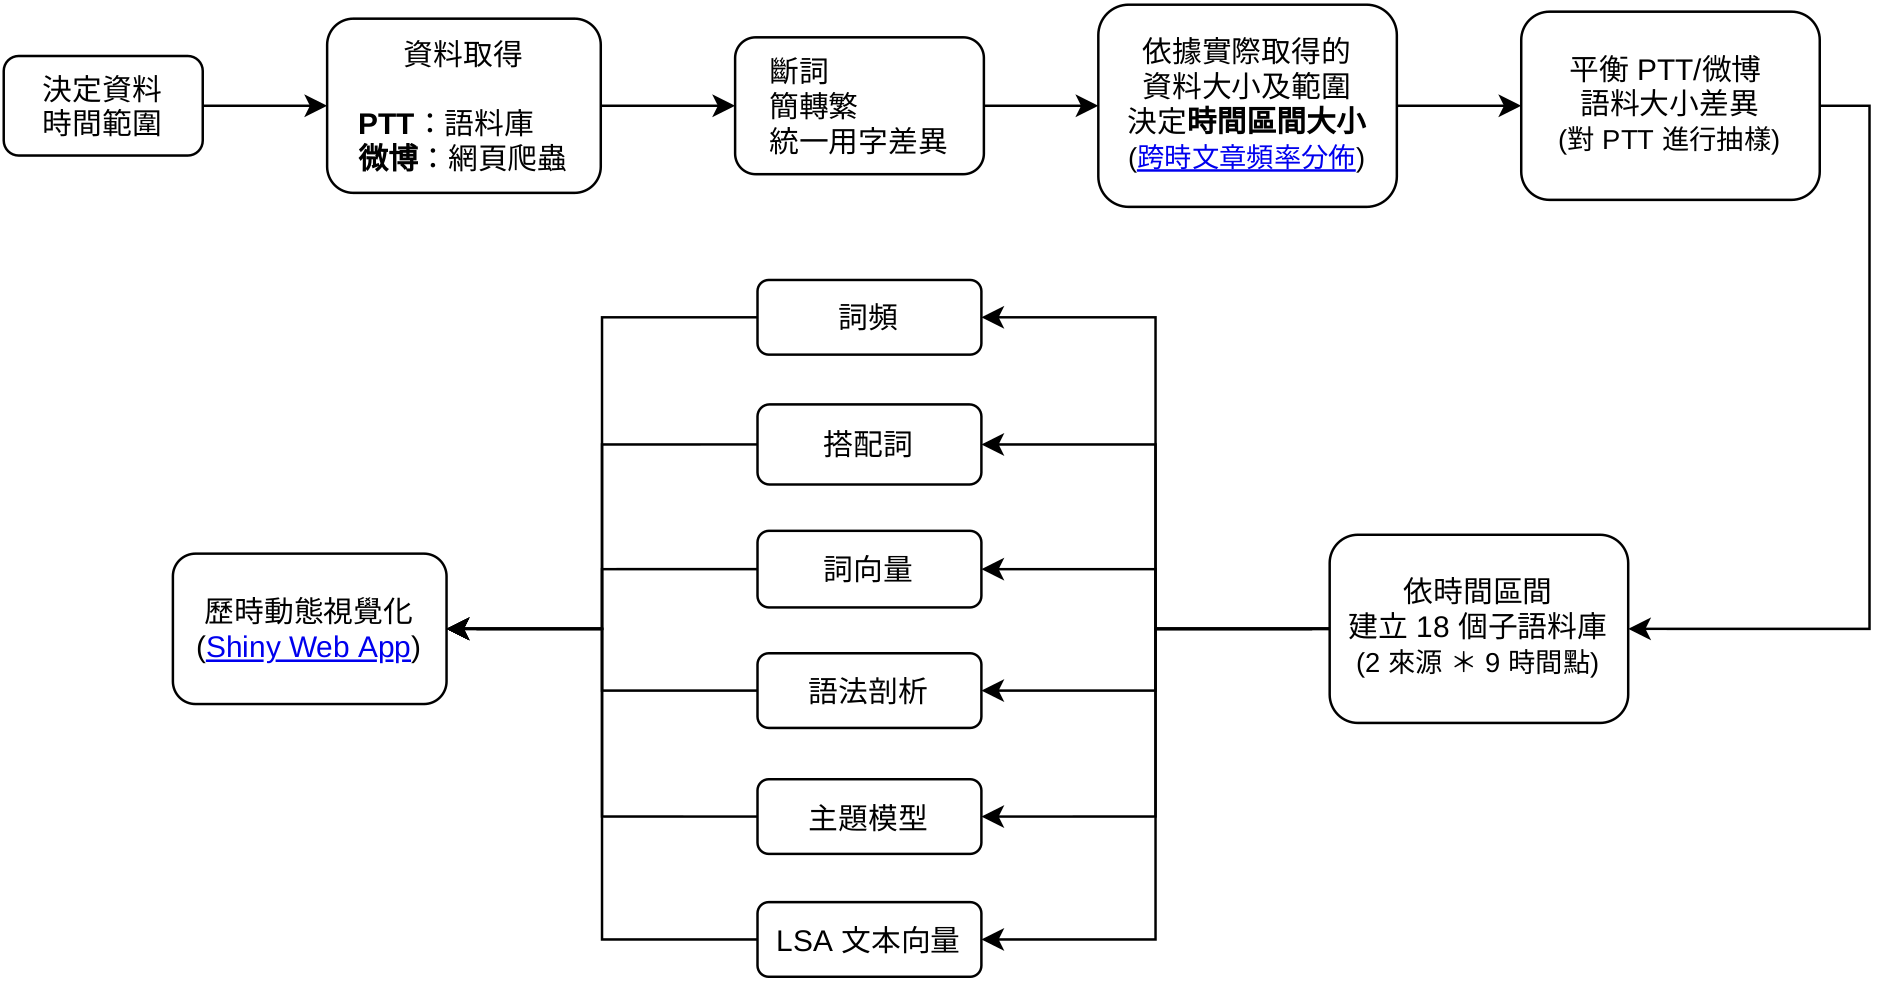 決定資料
時間範圍
資料取得
PTT：語料庫
微博：網頁爬蟲
斷詞
簡轉繁
統一用字差異
依據實際取得的
資料大小及範圍
決定時間區間大小
(跨時文章頻率分佈)
平衡 PTT/微博
語料大小差異
(對 PTT 進行抽樣)
依時間區間
建立 18 個子語料庫
(2 來源 ＊ 9 時間點)
詞頻
搭配詞
詞向量
語法剖析
主題模型
LSA 文本向量
歷時動態視覺化
(Shiny Web App)